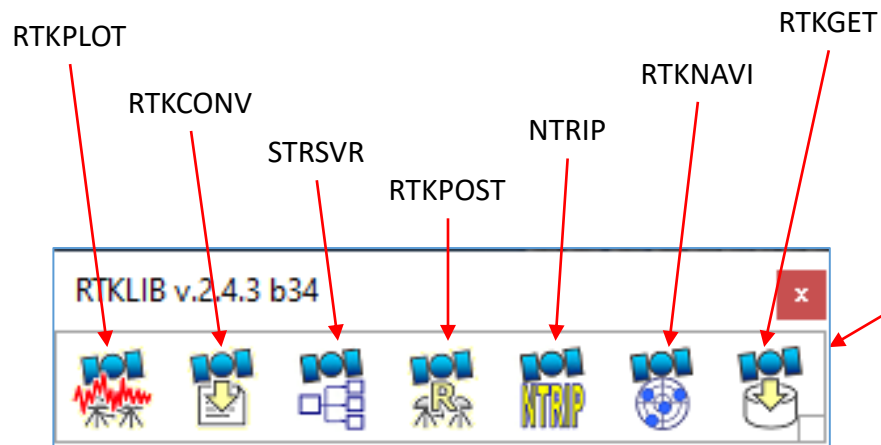 RTKPLOT
RTKCONV
STRSVR
RTKPOST
NTRIP
RTKNAVI
RTKGET
RTKLIB v.2.4.3 b34
x
R
NTRIP